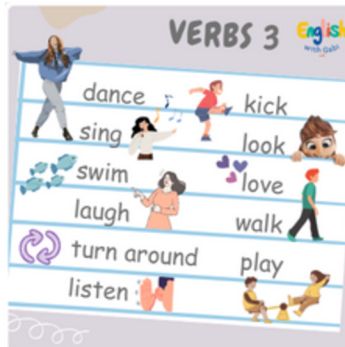 VERBS 3
English
with Gabi
dance
kick
sing
look
swim
love
laugh
walk
turn around
play
listen